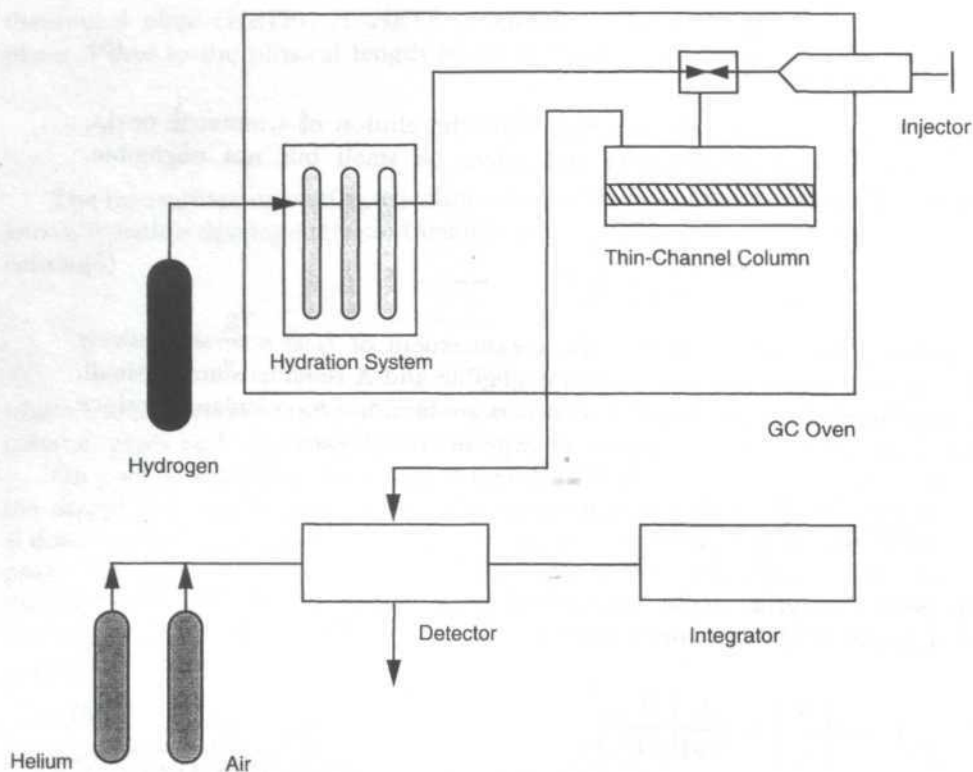 Injector
Thin-Channel Column
Hydration System
GC Oven
Hydrogen
Detector
Integrator
Helium
Air